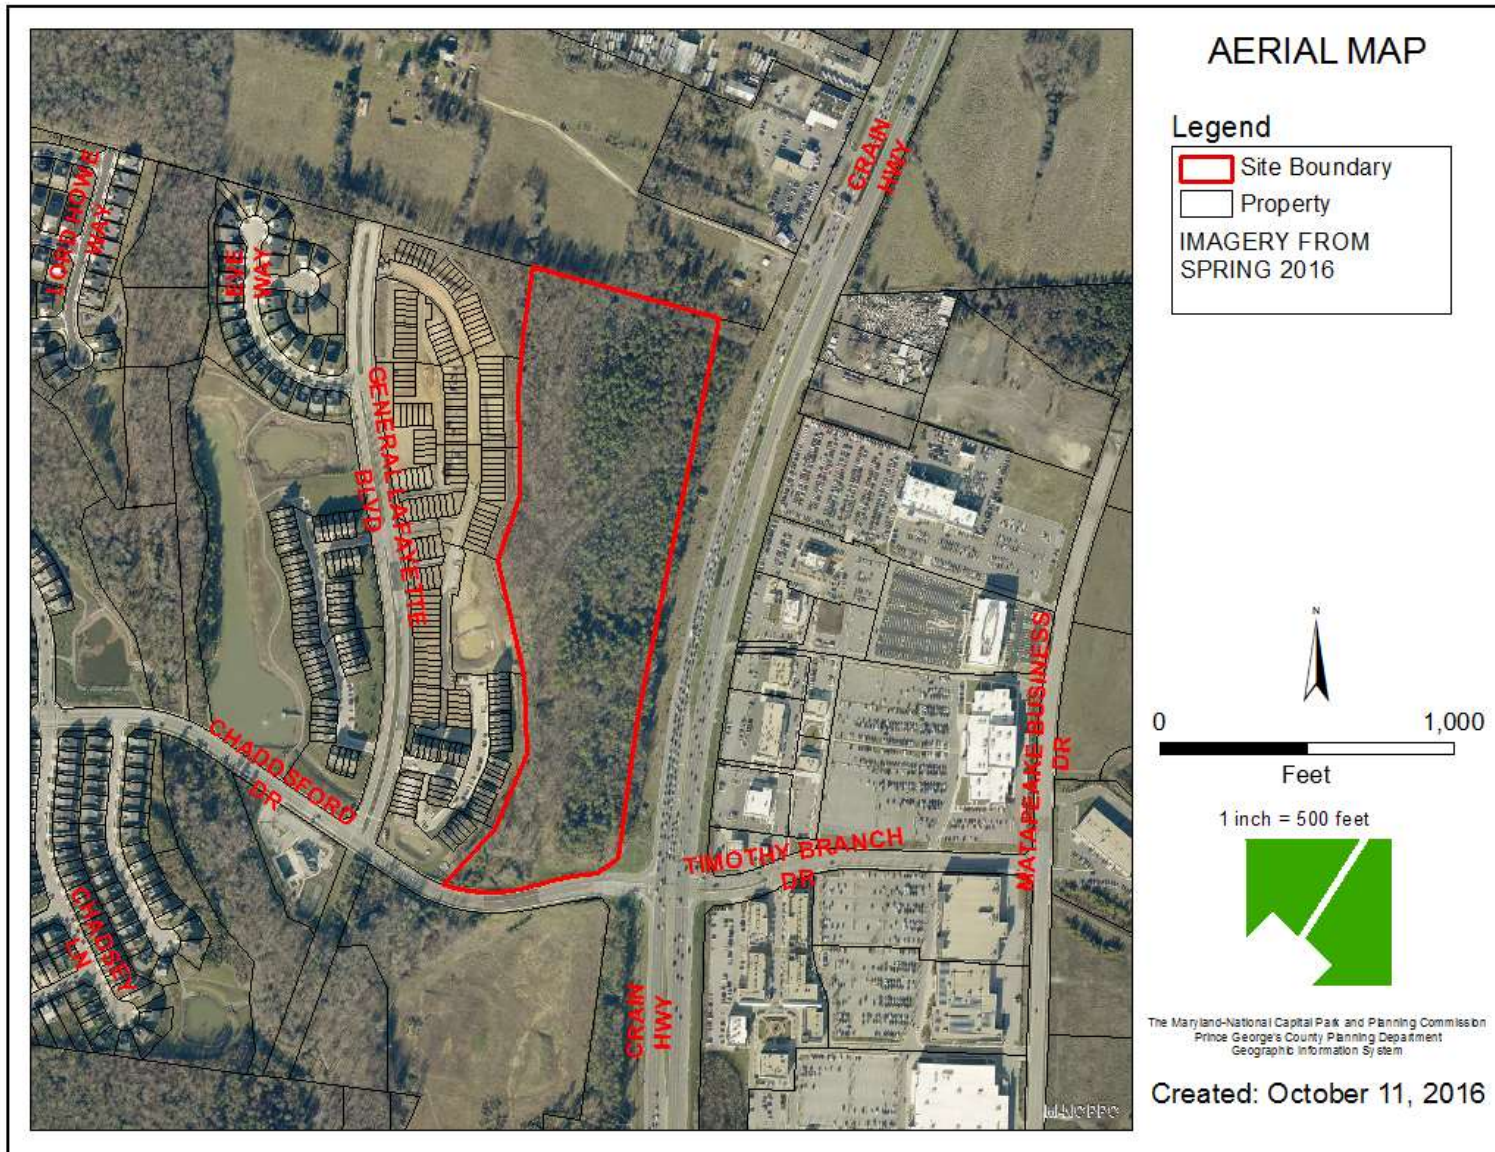 AERIAL MAP
Legend
Site Boundary
Property
IMAGERY FROM
SPRING 2016
N
0 1,000
Feet
1 inch = 500 feet
The Maryland-National Capital Park and Planning Commission
Prince George's County Planning Department
Geographic Information System
Created: October 11, 2016
LORD HOWE
WAY
WAY
CRAIN
HWY
GENERAL LAFAYETTE
BLVD
CHADDSFORD
DR
CHADSEY
LN
TIMOTHY BRANCH
DR
MATAPEAKE BUSINESS
DR
CRAIN
HWY
M-NCPPC